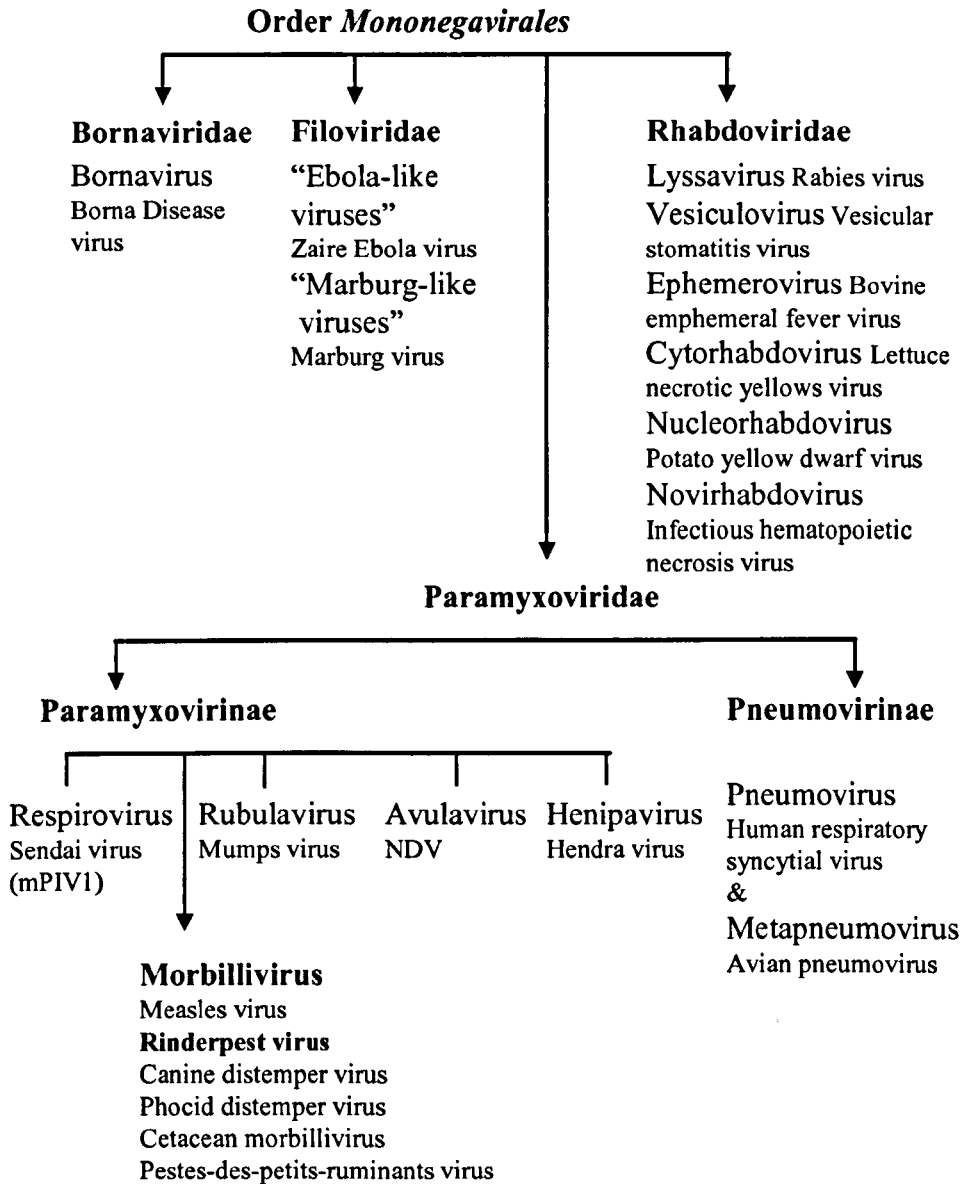 Order Mononegavirales
Bornaviridae
Bornavirus
Borna Disease
virus
Filoviridae
“Ebola-like
viruses”
Zaire Ebola virus
“Marburg-like
viruses”
Marburg virus
Rhabdoviridae
Lyssavirus Rabies virus
Vesiculovirus Vesicular
stomatitis virus
Ephemerovirus Bovine
emphemeral fever virus
Cytorhabdovirus Lettuce
necrotic yellows virus
Nucleorhabdovirus
Potato yellow dwarf virus
Novirhabdovirus
Infectious hematopoietic
necrosis virus
Paramyxoviridae
Paramyxovirinae
Respirovirus
Sendai virus
(mPIV1)
Rubulavirus
Mumps virus
Avulavirus
NDV
Henipavirus
Hendra virus
Morbillivirus
Measles virus
Rinderpest virus
Canine distemper virus
Phocid distemper virus
Cetacean morbillivirus
Pestes-des-petits-ruminants virus
Pneumovirinae
Pneumovirus
Human respiratory
syncytial virus
&
Metapneumovirus
Avian pneumovirus